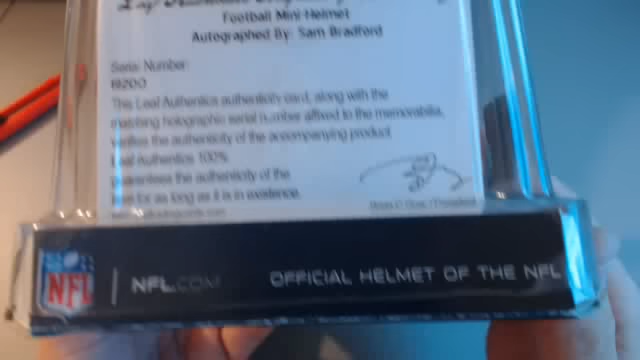 Football Mini-Helmet
Autographed By: Sam Bradford
Serial Number:
19200
This Leaf Authentics authenticity card, along with the
matching holographic serial number affixed to the memorabilia,
verifies the authenticity of the accompanying product
Leaf Authentics 100%
guarantees the authenticity of the
for as long as it is in existence.
NFL | NFL.COM OFFICIAL HELMET OF THE NFL